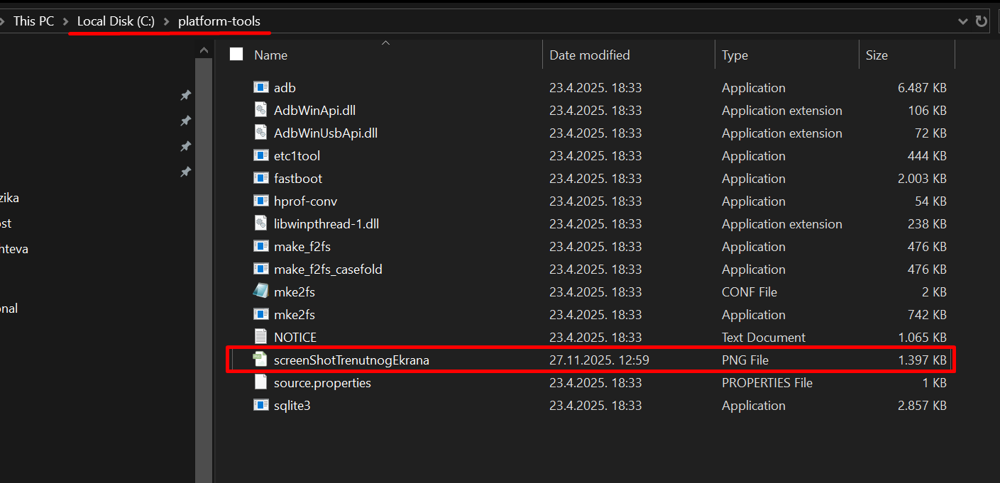 This PC > Local Disk (C:) > platform-tools
Name Date modified Type Size
adb 23.4.2025. 18:33 Application 6.487 KB
AdbWinApi.dll 23.4.2025. 18:33 Application extension 106 KB
AdbWinUsbApi.dll 23.4.2025. 18:33 Application extension 72 KB
etc1tool 23.4.2025. 18:33 Application 444 KB
fastboot 23.4.2025. 18:33 Application 2.003 KB
zika
hprof-conv 23.4.2025. 18:33 Application 54 KB
ost
libwinpthread-1.dll 23.4.2025. 18:33 Application extension 238 KB
hteva
make_f2fs 23.4.2025. 18:33 Application 476 KB
make_f2fs_casefold 23.4.2025. 18:33 Application 476 KB
mke2fs 23.4.2025. 18:33 CONF File 2 KB
onal
mke2fs 23.4.2025. 18:33 Application 742 KB
NOTICE 23.4.2025. 18:33 Text Document 1.065 KB
screenShotTrenutnogEkrana 27.11.2025. 12:59 PNG File 1.397 KB
source.properties 23.4.2025. 18:33 PROPERTIES File 1 KB
sqlite3 23.4.2025. 18:33 Application 2.857 KB